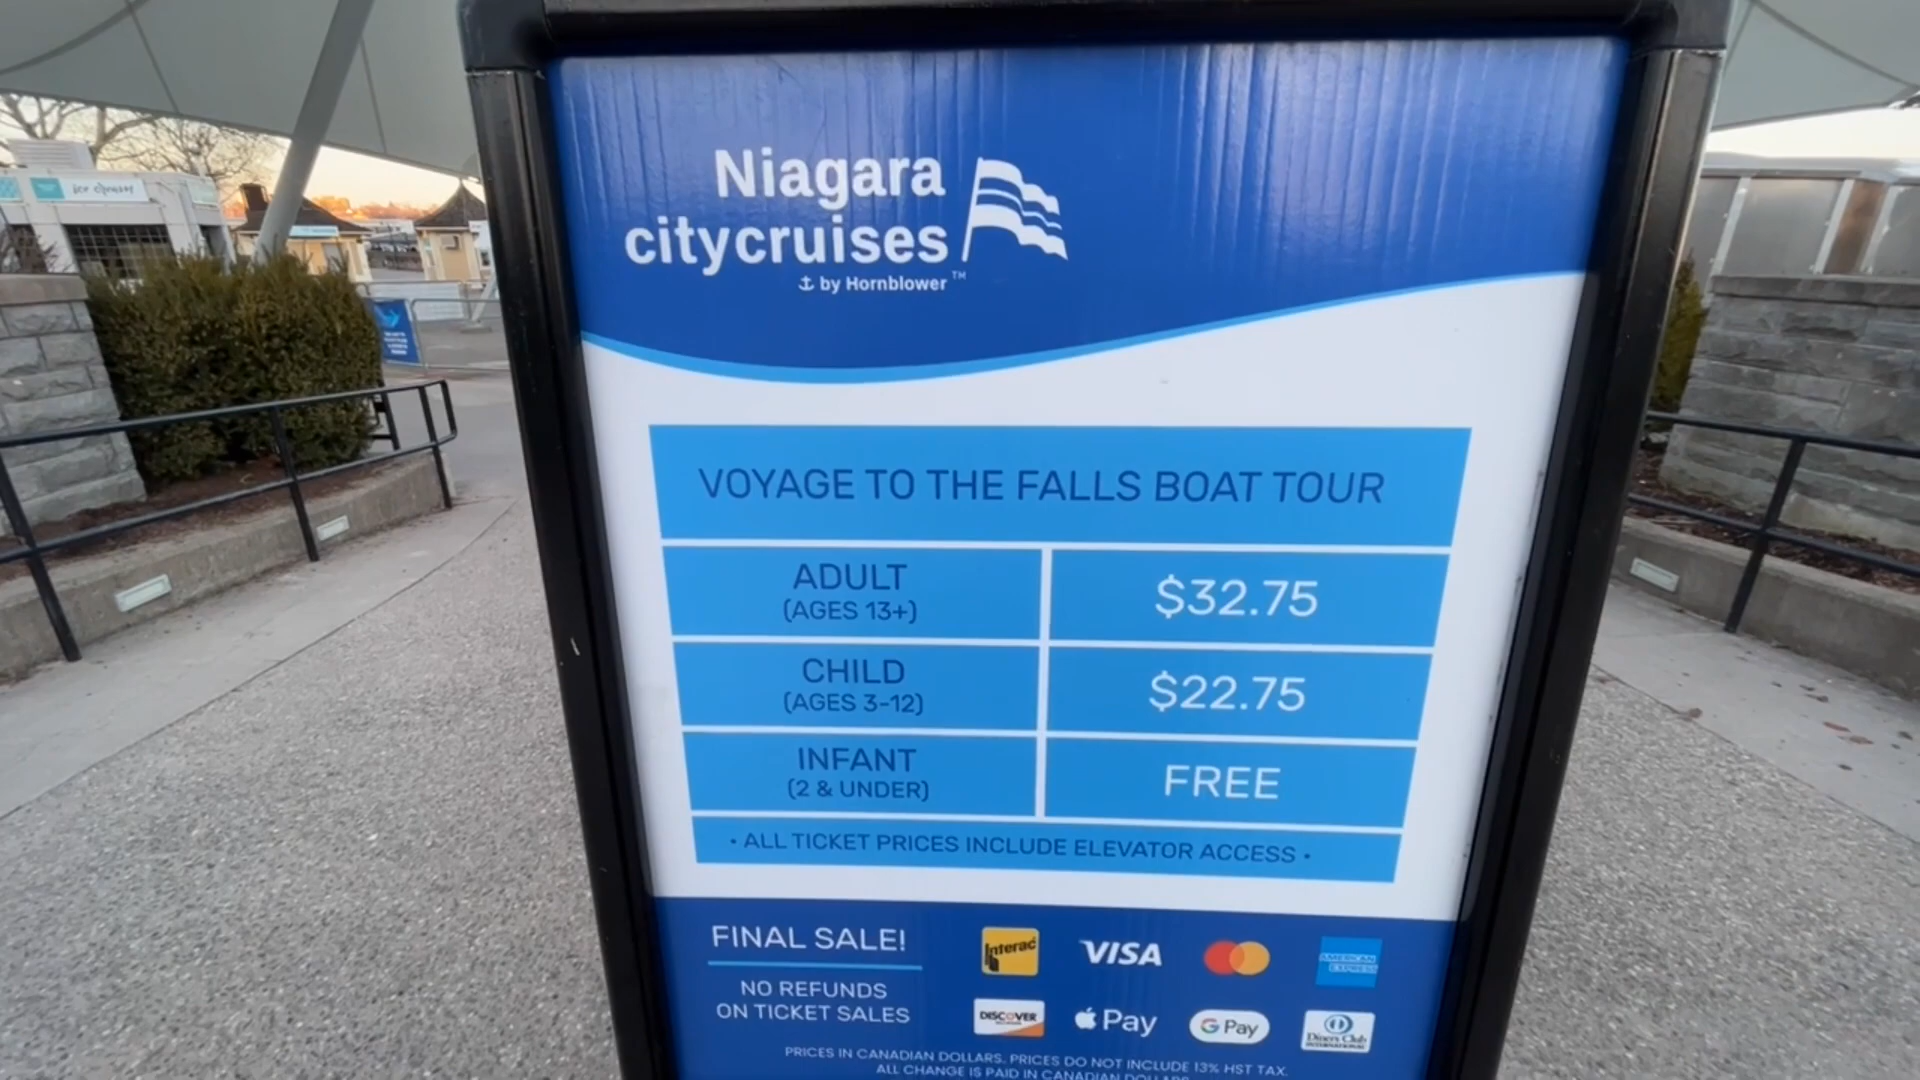 Niagara
citycruises
by Hornblower™
VOYAGE TO THE FALLS BOAT TOUR
ADULT
(AGES 13+)
$32.75
CHILD
(AGES 3-12)
$22.75
INFANT
(2 & UNDER)
FREE
• ALL TICKET PRICES INCLUDE ELEVATOR ACCESS •
FINAL SALE!
NO REFUNDS
ON TICKET SALES
Interac
VISA
AMERICAN
EXPRESS
DISCOVER
Pay
G Pay
Diners Club
INTERNATIONAL
PRICES IN CANADIAN DOLLARS. PRICES DO NOT INCLUDE 13% HST TAX.
ALL CHANGE IS PAID IN CANADIAN DOLLARS
ice cream